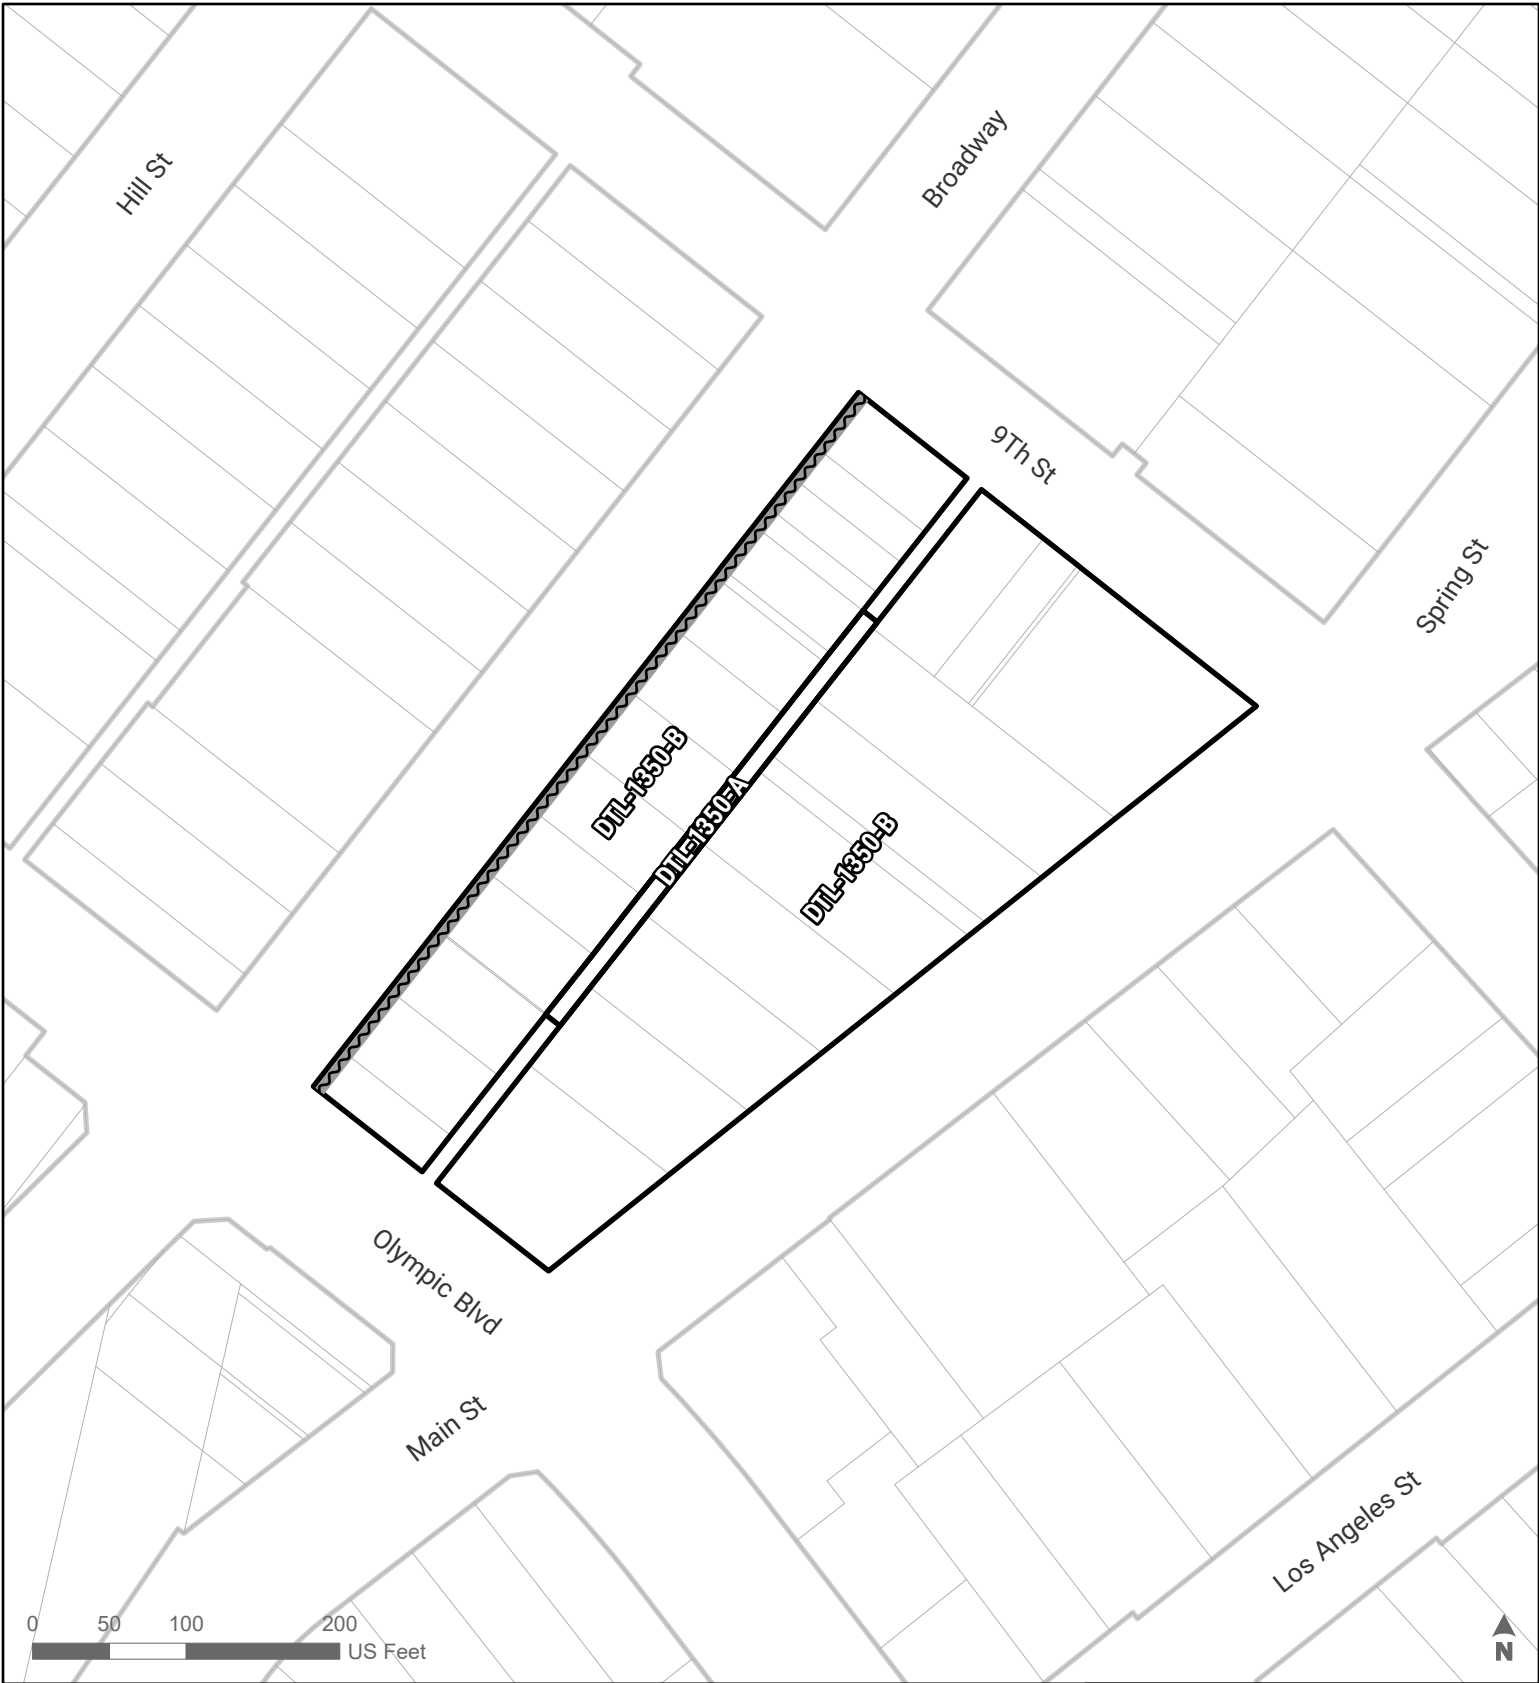 Hill St
Broadway
9Th St
Spring St
DTL-1350-B
DTL-1350-A
DTL-1350-B
Olympic Blvd
Main St
Los Angeles St
0 50 100 200
US Feet
N